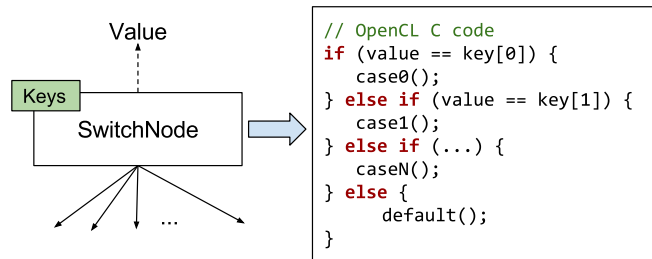 Value
Keys
SwitchNode
...
// OpenCL C code
if (value == key[0]) {
case0();
} else if (value == key[1]) {
case1();
} else if (...) {
caseN();
} else {
default();
}